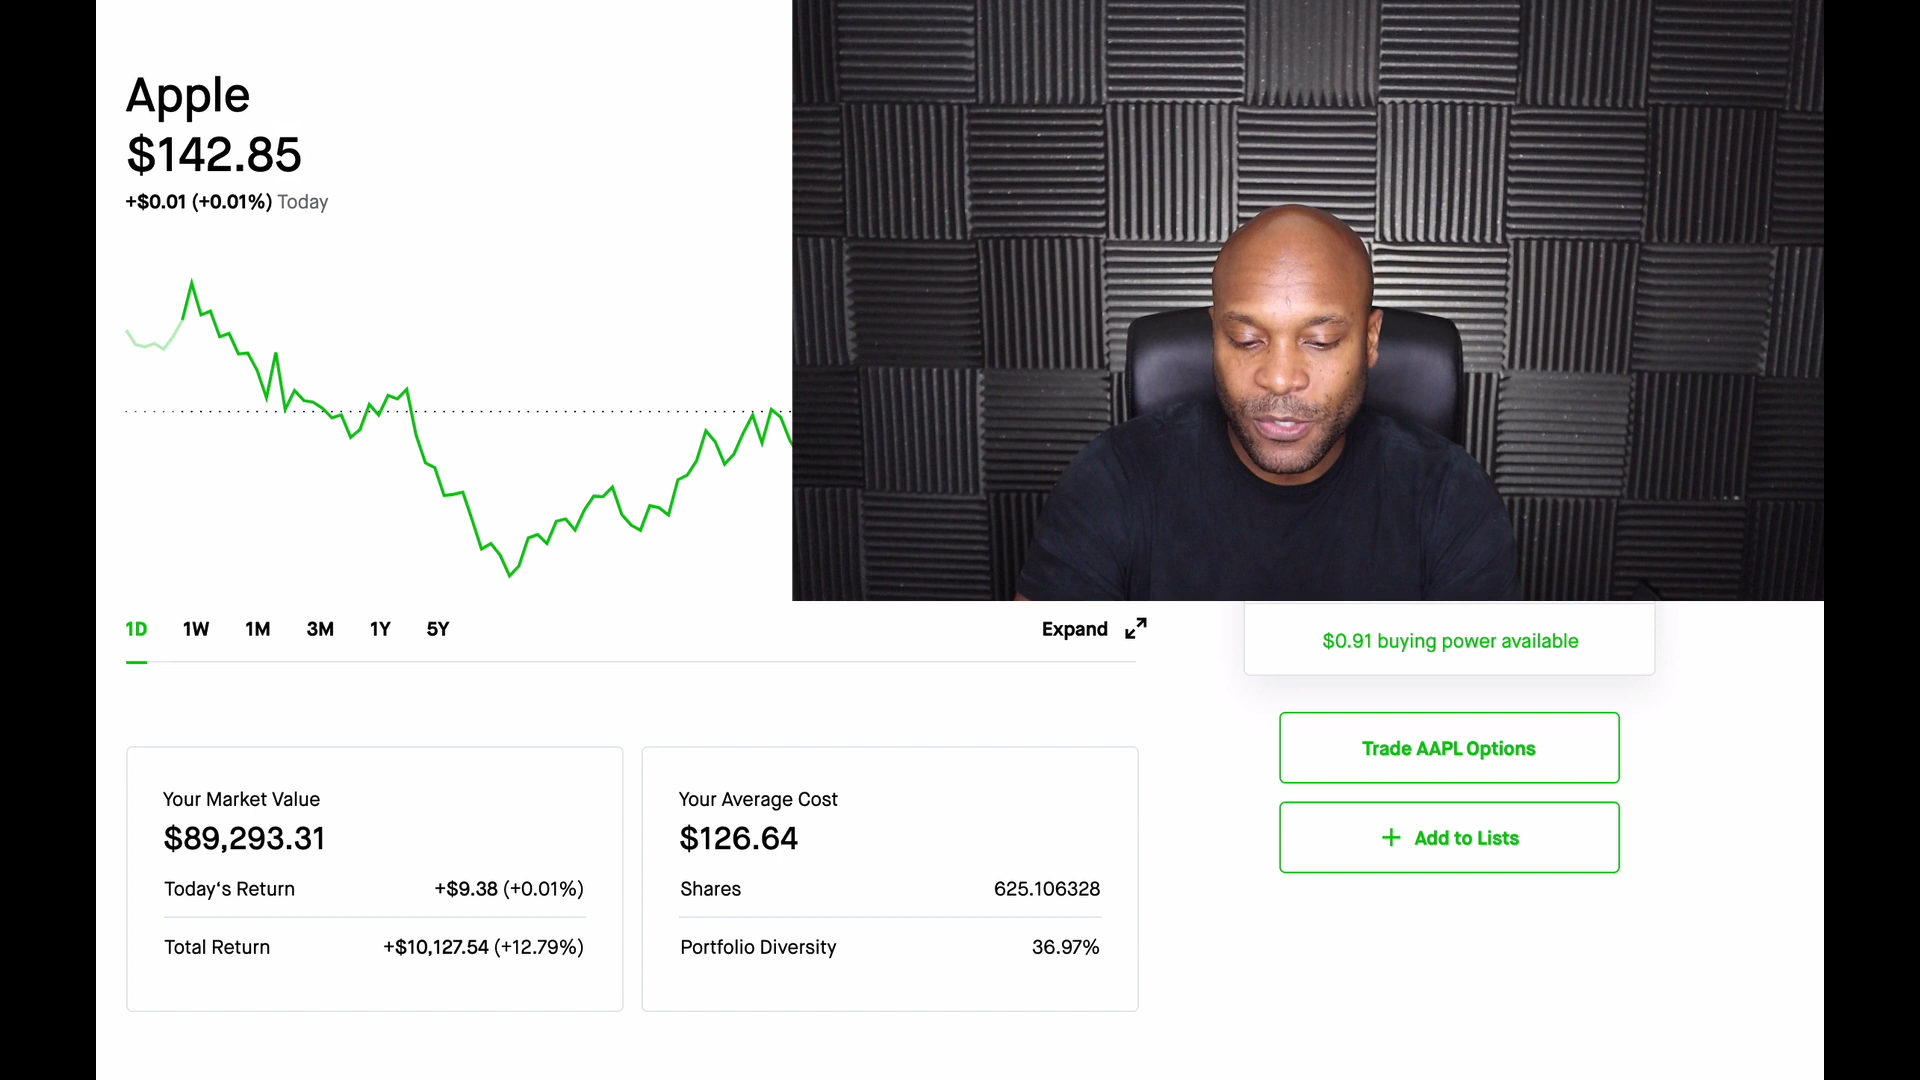 Apple
$142.85
+$0.01 (+0.01%) Today
1D 1W 1M 3M 1Y 5Y Expand
$0.91 buying power available
Trade AAPL Options
+ Add to Lists
Your Market Value
$89,293.31
Today's Return +$9.38 (+0.01%)
Total Return +$10,127.54 (+12.79%)
Your Average Cost
$126.64
Shares 625.106328
Portfolio Diversity 36.97%